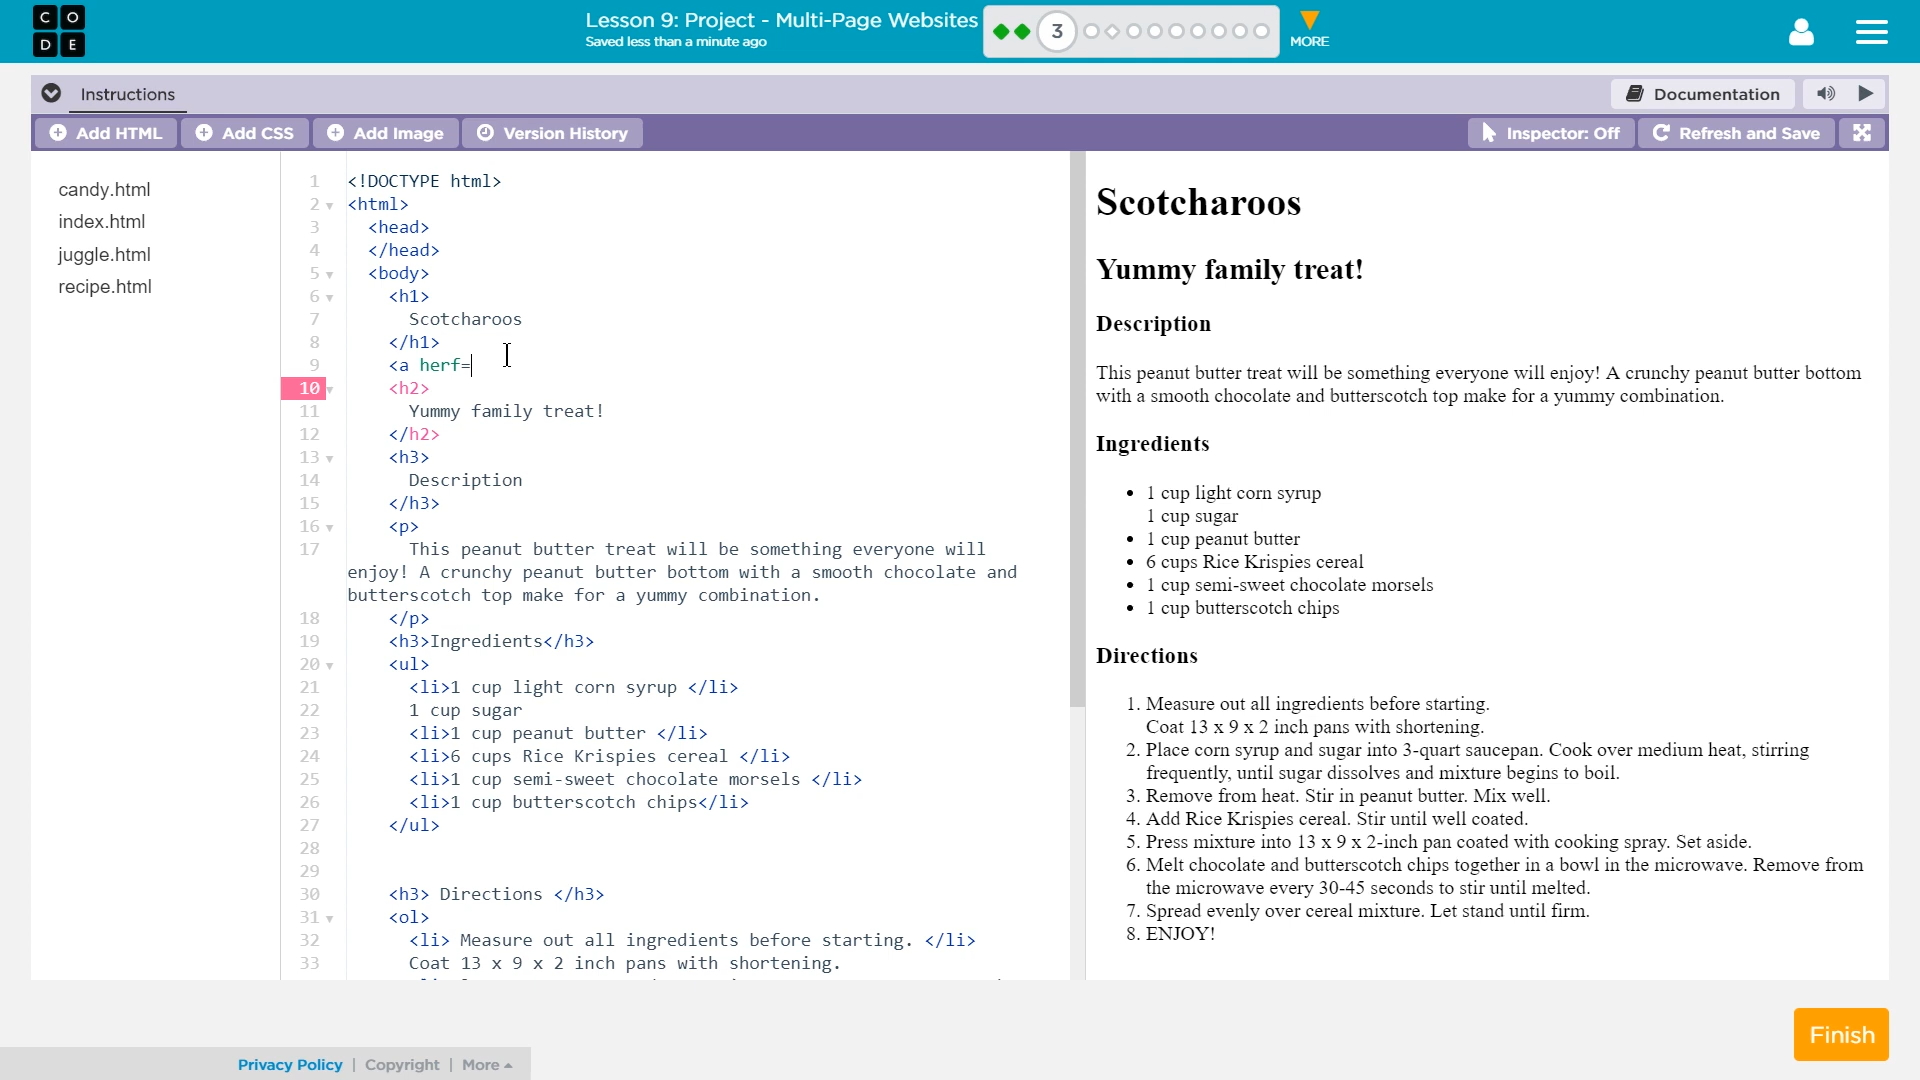 CODE
Lesson 9: Project - Multi-Page Websites
Saved less than a minute ago
3
MORE
Instructions
Documentation
Add HTML
Add CSS
Add Image
Version History
Inspector: Off
Refresh and Save
candy.html
index.html
juggle.html
recipe.html
1 <!DOCTYPE html>
2 <html>
3 <head>
4 </head>
5 <body>
6 <h1>
7 Scotcharoos
8 </h1>
9 <a herf=
10 <h2>
11 Yummy family treat!
12 </h2>
13 <h3>
14 Description
15 </h3>
16 <p>
17 This peanut butter treat will be something everyone will
enjoy! A crunchy peanut butter bottom with a smooth chocolate and
butterscotch top make for a yummy combination.
18 </p>
19 <h3>Ingredients</h3>
20 <ul>
21 <li>1 cup light corn syrup </li>
22 1 cup sugar
23 <li>1 cup peanut butter </li>
24 <li>6 cups Rice Krispies cereal </li>
25 <li>1 cup semi-sweet chocolate morsels </li>
26 <li>1 cup butterscotch chips</li>
27 </ul>
28
29
30 <h3> Directions </h3>
31 <ol>
32 <li> Measure out all ingredients before starting. </li>
33 Coat 13 x 9 x 2 inch pans with shortening.
Scotcharoos
Yummy family treat!
Description
This peanut butter treat will be something everyone will enjoy! A crunchy peanut butter bottom
with a smooth chocolate and butterscotch top make for a yummy combination.
Ingredients
• 1 cup light corn syrup
1 cup sugar
• 1 cup peanut butter
• 6 cups Rice Krispies cereal
• 1 cup semi-sweet chocolate morsels
• 1 cup butterscotch chips
Directions
1. Measure out all ingredients before starting.
Coat 13 x 9 x 2 inch pans with shortening.
2. Place corn syrup and sugar into 3-quart saucepan. Cook over medium heat, stirring
frequently, until sugar dissolves and mixture begins to boil.
3. Remove from heat. Stir in peanut butter. Mix well.
4. Add Rice Krispies cereal. Stir until well coated.
5. Press mixture into 13 x 9 x 2-inch pan coated with cooking spray. Set aside.
6. Melt chocolate and butterscotch chips together in a bowl in the microwave. Remove from
the microwave every 30-45 seconds to stir until melted.
7. Spread evenly over cereal mixture. Let stand until firm.
8. ENJOY!
Finish
Privacy Policy | Copyright | More